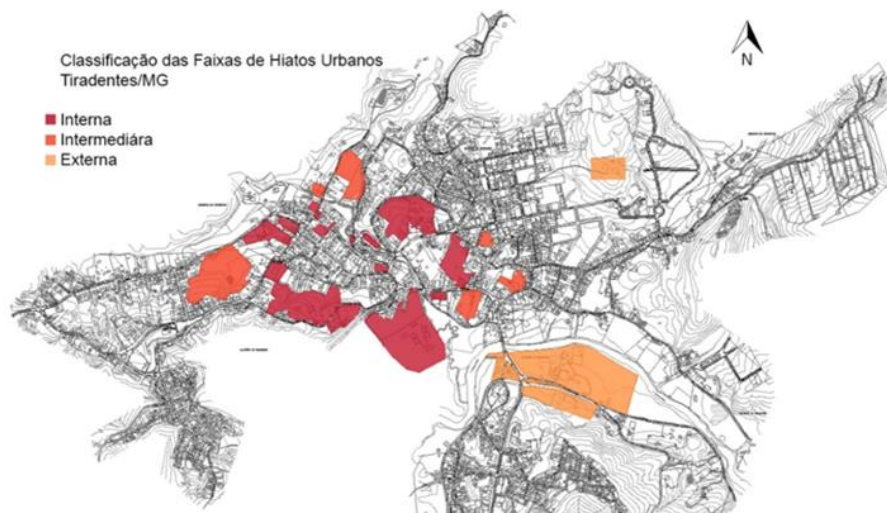 Classificação das Faixas de Hiatos Urbanos
Tiradentes/MG
N
Interna
Intermediára
Externa